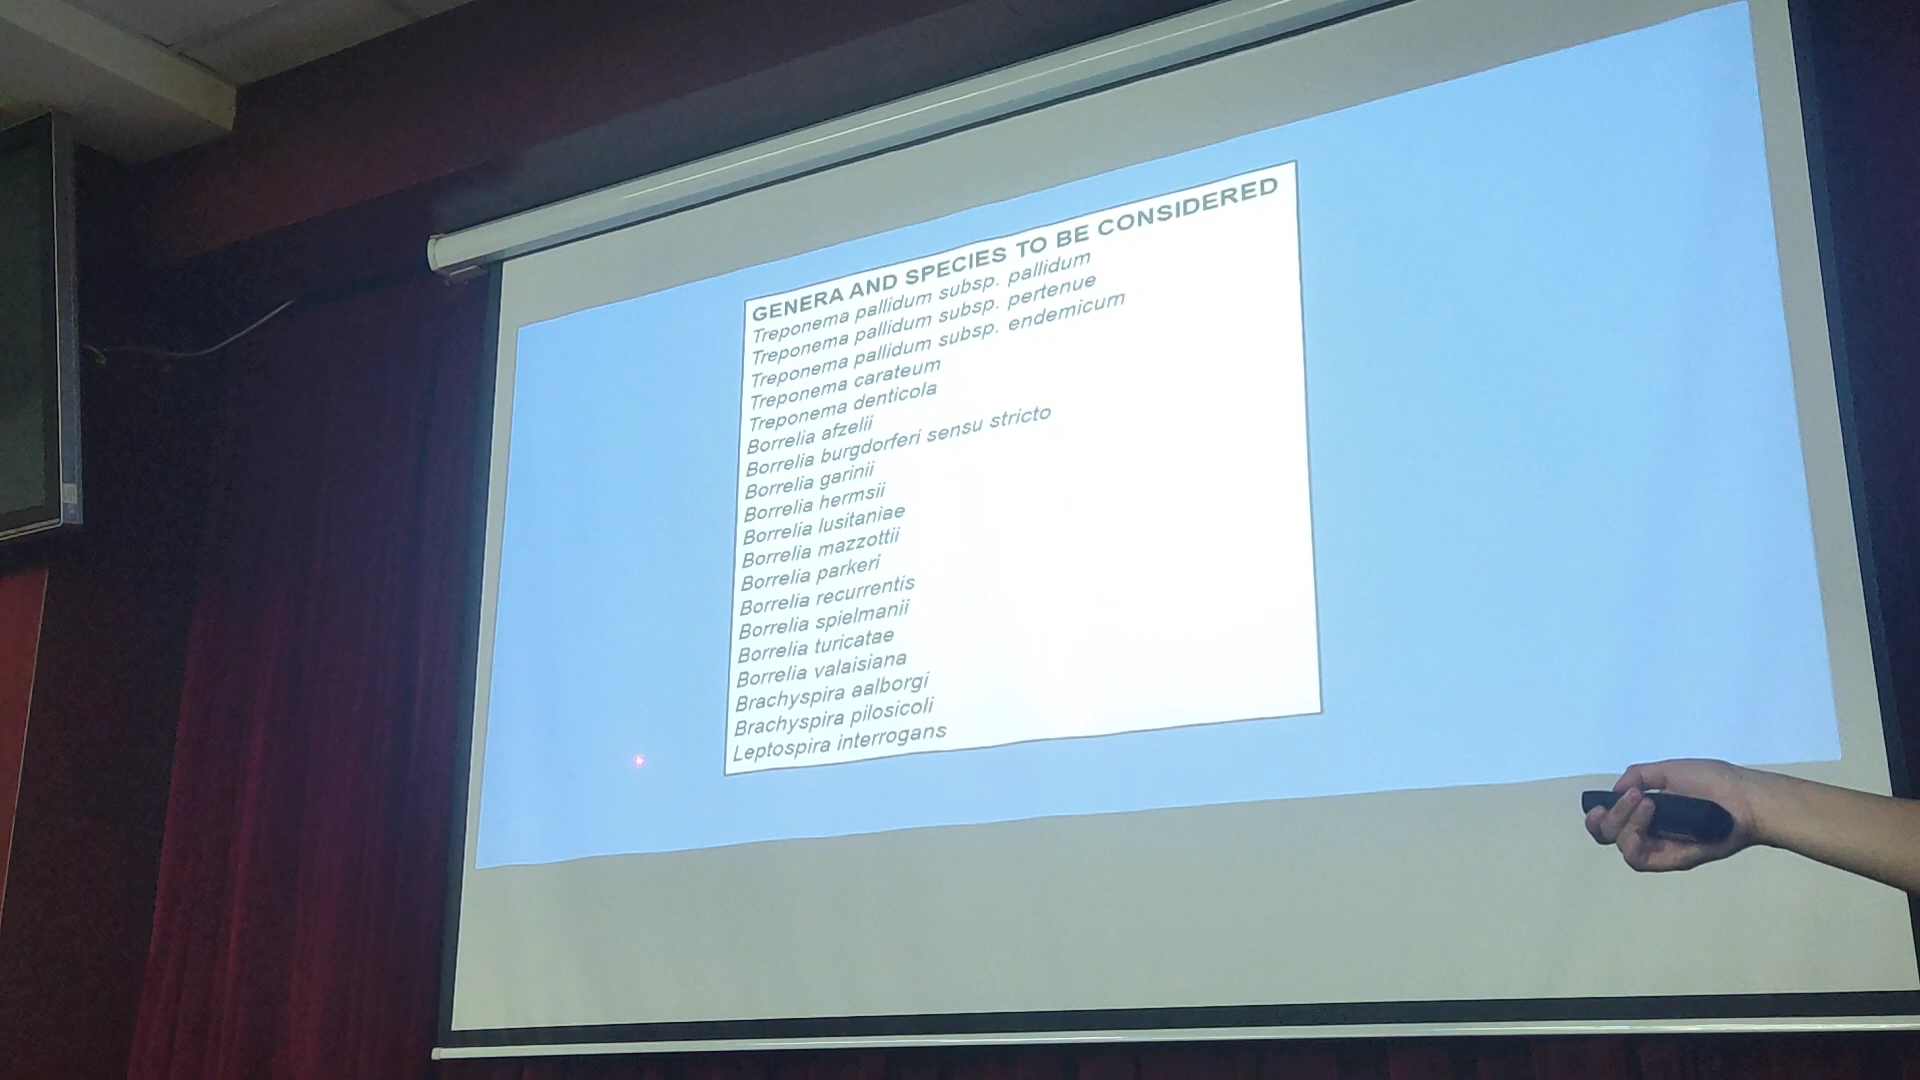 GENERA AND SPECIES TO BE CONSIDERED
Treponema pallidum subsp. pallidum
Treponema pallidum subsp. pertenue
Treponema pallidum subsp. endemicum
Treponema carateum
Treponema denticola
Borrelia afzelii
Borrelia burgdorferi sensu stricto
Borrelia garinii
Borrelia hermsii
Borrelia lusitaniae
Borrelia mazzottii
Borrelia parkeri
Borrelia recurrentis
Borrelia spielmanii
Borrelia turicatae
Borrelia valaisiana
Brachyspira aalborgi
Brachyspira pilosicoli
Leptospira interrogans